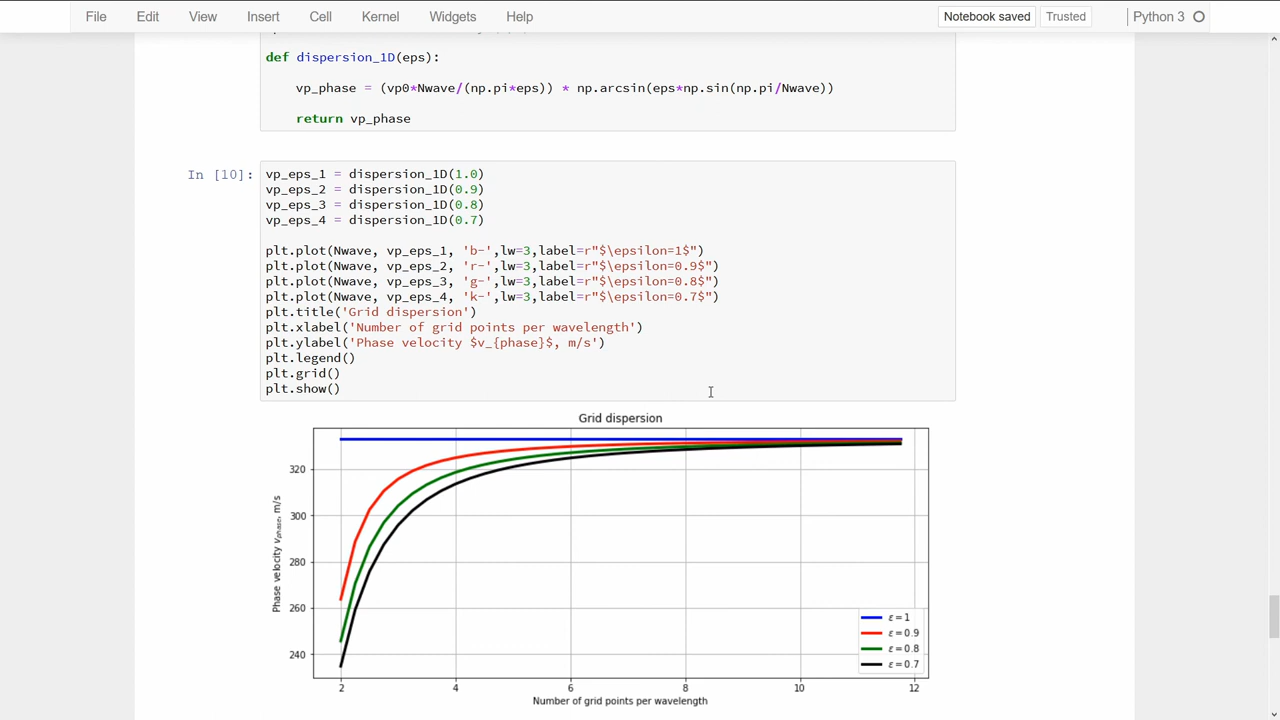 File Edit View Insert Cell Kernel Widgets Help Notebook saved Trusted Python 3
def dispersion_1D(eps):
vp_phase = (vp0*Nwave/(np.pi*eps)) * np.arcsin(eps*np.sin(np.pi/Nwave))
return vp_phase
In [10]:
vp_eps_1 = dispersion_1D(1.0)
vp_eps_2 = dispersion_1D(0.9)
vp_eps_3 = dispersion_1D(0.8)
vp_eps_4 = dispersion_1D(0.7)
plt.plot(Nwave, vp_eps_1, 'b-',lw=3,label=r"$\epsilon=1$")
plt.plot(Nwave, vp_eps_2, 'r-',lw=3,label=r"$\epsilon=0.9$")
plt.plot(Nwave, vp_eps_3, 'g-',lw=3,label=r"$\epsilon=0.8$")
plt.plot(Nwave, vp_eps_4, 'k-',lw=3,label=r"$\epsilon=0.7$")
plt.title('Grid dispersion')
plt.xlabel('Number of grid points per wavelength')
plt.ylabel('Phase velocity $v_{phase}$, m/s')
plt.legend()
plt.grid()
plt.show()
Grid dispersion
Phase velocity v_phase, m/s
320
300
280
260
240
ε = 1
ε = 0.9
ε = 0.8
ε = 0.7
2 4 6 8 10 12
Number of grid points per wavelength